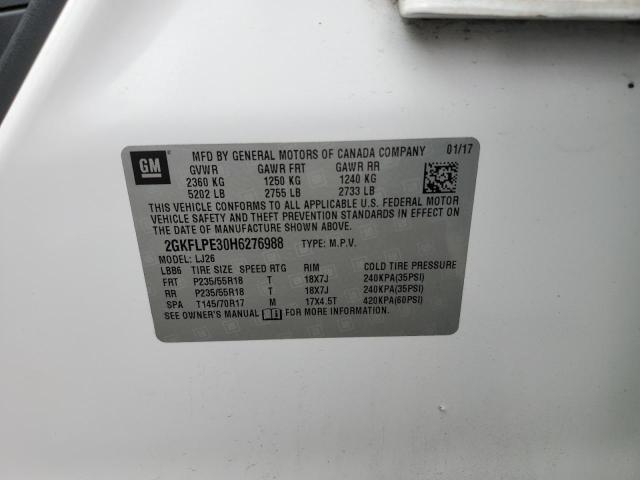 GM
MFD BY GENERAL MOTORS OF CANADA COMPANY 01/17
GVWR GAWR FRT GAWR RR
2360 KG 1250 KG 1240 KG
5202 LB 2755 LB 2733 LB
THIS VEHICLE CONFORMS TO ALL APPLICABLE U.S. FEDERAL MOTOR
VEHICLE SAFETY AND THEFT PREVENTION STANDARDS IN EFFECT ON
THE DATE OF MANUFACTURE SHOWN ABOVE.
2GKFLPE30H6276988 TYPE: M.P.V.
MODEL: LJ26
LBB6 TIRE SIZE SPEED RTG RIM COLD TIRE PRESSURE
FRT P235/55R18 T 18X7J 240KPA(35PSI)
RR P235/55R18 T 18X7J 240KPA(35PSI)
SPA T145/70R17 M 17X4.5T 420KPA(60PSI)
SEE OWNER'S MANUAL FOR MORE INFORMATION.